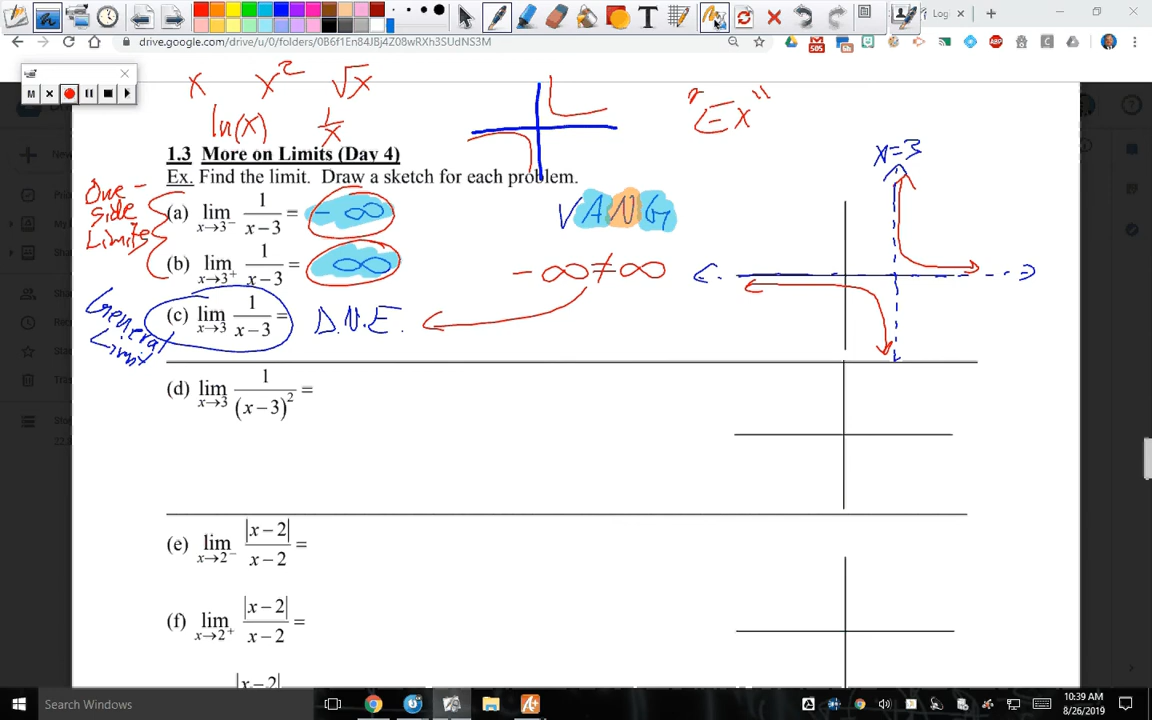 Log
drive.google.com/drive/u/0/folders/0B6f1En84JBj4Z08wRXh3SUdNS3M
M
x x² √x
"Ex"
ln(x) 1/x
1.3 More on Limits (Day 4)
Ex. Find the limit. Draw a sketch for each problem.
x=3
One-
Side
Limits
(a) lim x→3⁻ 1/(x−3) = −∞
VANG
(b) lim x→3⁺ 1/(x−3) = ∞
−∞≠∞
General
Limit
(c) lim x→3 1/(x−3) = D.N.E.
(d) lim x→3 1/(x−3)² =
(e) lim x→2⁻ |x−2|/(x−2) =
(f) lim x→2⁺ |x−2|/(x−2) =
|x−2|
Search Windows
10:39 AM
8/26/2019